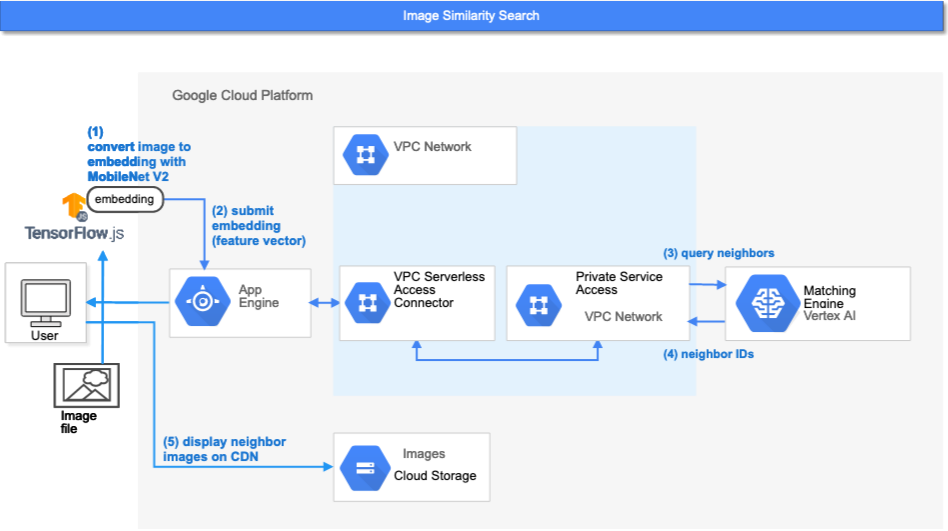 Image Similarity Search
Google Cloud Platform
(1)
convert image to
embedding with
MobileNet V2
embedding
JS
TensorFlow.js
(2) submit
embedding
(feature vector)
VPC Network
App
Engine
VPC Serverless
Access
Connector
Private Service
Access
VPC Network
(3) query neighbors
Matching
Engine
Vertex AI
(4) neighbor IDs
User
Image
file
(5) display neighbor
images on CDN
Images
Cloud Storage